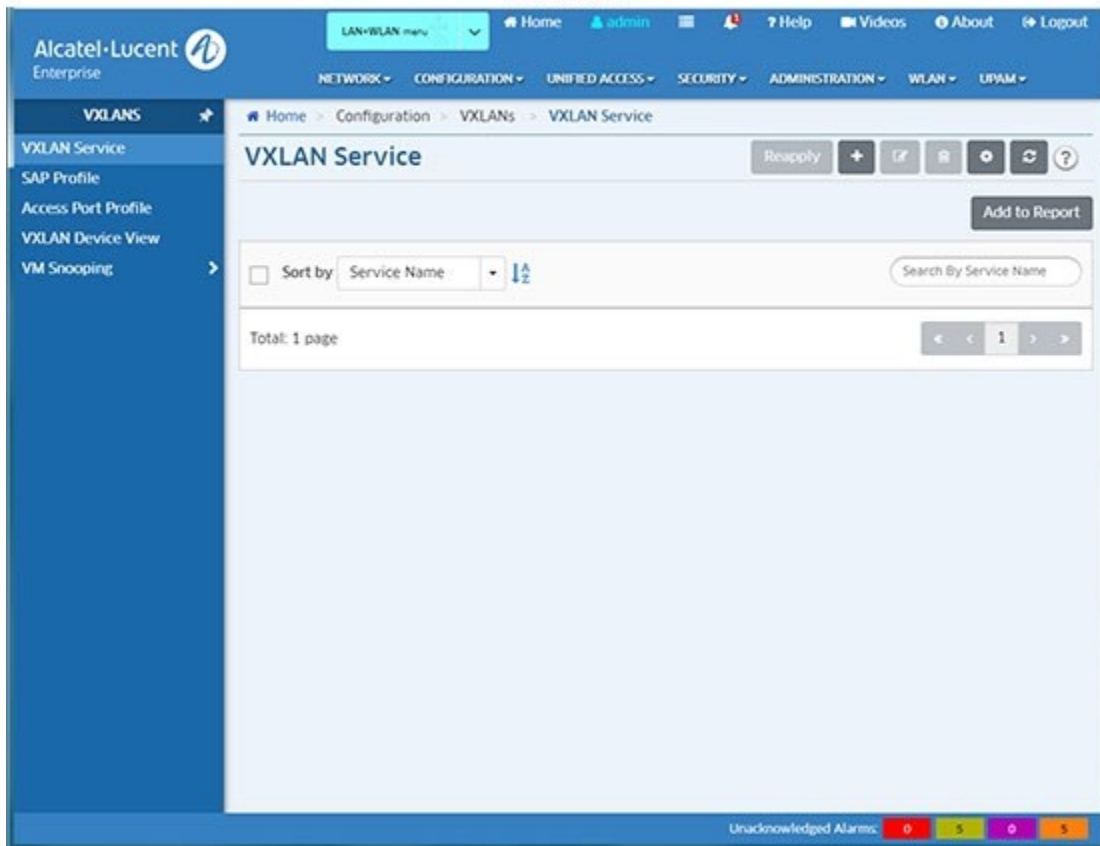 Alcatel·Lucent
Enterprise
LAN+WLAN menu
Home
admin
1
? Help
Videos
About
Logout
NETWORK
CONFIGURATION
UNIFIED ACCESS
SECURITY
ADMINISTRATION
WLAN
UPAM
VXLANS
VXLAN Service
SAP Profile
Access Port Profile
VXLAN Device View
VM Snooping
Home > Configuration > VXLANs > VXLAN Service
VXLAN Service
Reapply
?
Add to Report
Sort by
Service Name
Search By Service Name
Total: 1 page
« < 1 > »
Unacknowledged Alarms: 0 5 0 5